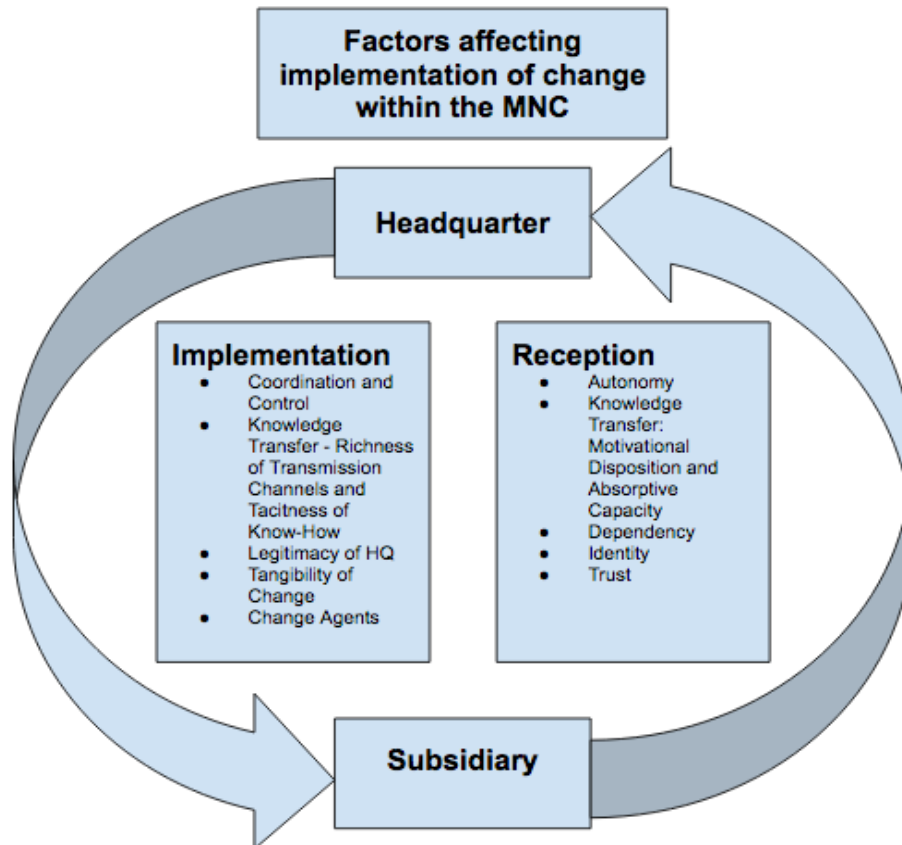 Factors affecting
implementation of change
within the MNC
Headquarter
Implementation
● Coordination and
Control
● Knowledge
Transfer - Richness
of Transmission
Channels and
Tacitness of
Know-How
● Legitimacy of HQ
● Tangibility of
Change
● Change Agents
Reception
● Autonomy
● Knowledge
Transfer:
Motivational
Disposition and
Absorptive
Capacity
● Dependency
● Identity
● Trust
Subsidiary